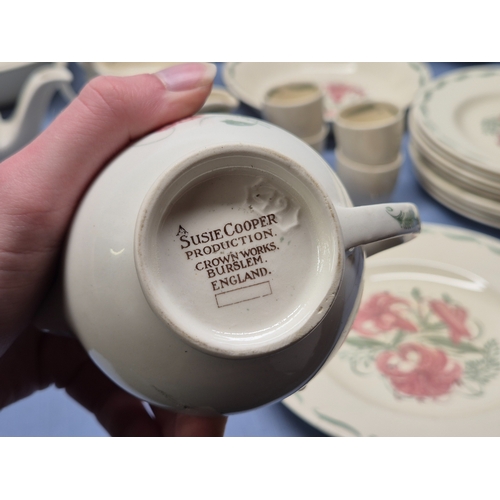 A
SUSIE COOPER
PRODUCTION.
CROWN WORKS,
BURSLEM.
ENGLAND.